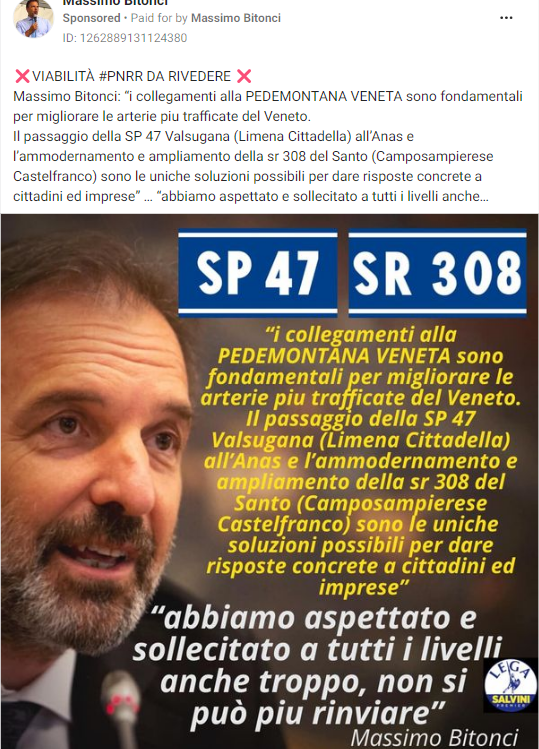 Massimo Bitonci
Sponsored • Paid for by Massimo Bitonci
ID: 1262889131124380
❌VIABILITÀ #PNRR DA RIVEDERE ❌
Massimo Bitonci: “i collegamenti alla PEDEMONTANA VENETA sono fondamentali
per migliorare le arterie piu trafficate del Veneto.
Il passaggio della SP 47 Valsugana (Limena Cittadella) all’Anas e
l’ammodernamento e ampliamento della sr 308 del Santo (Camposampierese
Castelfranco) sono le uniche soluzioni possibili per dare risposte concrete a
cittadini ed imprese” … “abbiamo aspettato e sollecitato a tutti i livelli anche…
SP 47 SR 308
“i collegamenti alla
PEDEMONTANA VENETA sono
fondamentali per migliorare le
arterie piu trafficate del Veneto.
Il passaggio della SP 47
Valsugana (Limena Cittadella)
all’Anas e l’ammodernamento e
ampliamento della sr 308 del
Santo (Camposampierese
Castelfranco) sono le uniche
soluzioni possibili per dare
risposte concrete a cittadini ed
imprese”
“abbiamo aspettato e
sollecitato a tutti i livelli
anche troppo, non si
può piu rinviare”
LEGA
SALVINI
PREMIER
Massimo Bitonci